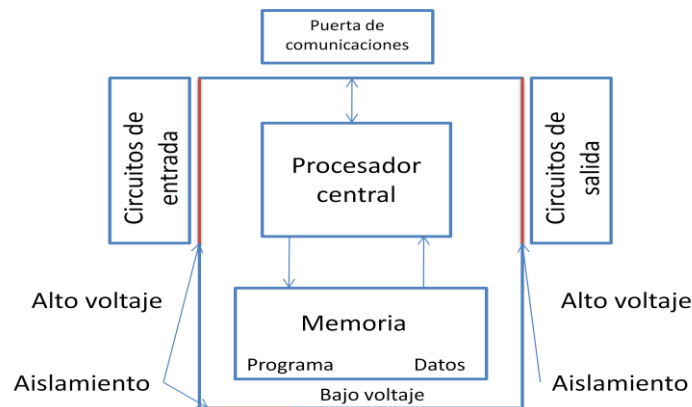 Puerta de
comunicaciones
Circuitos de
entrada
Procesador
central
Circuitos de
salida
Alto voltaje
Alto voltaje
Memoria
Programa
Datos
Aislamiento
Bajo voltaje
Aislamiento